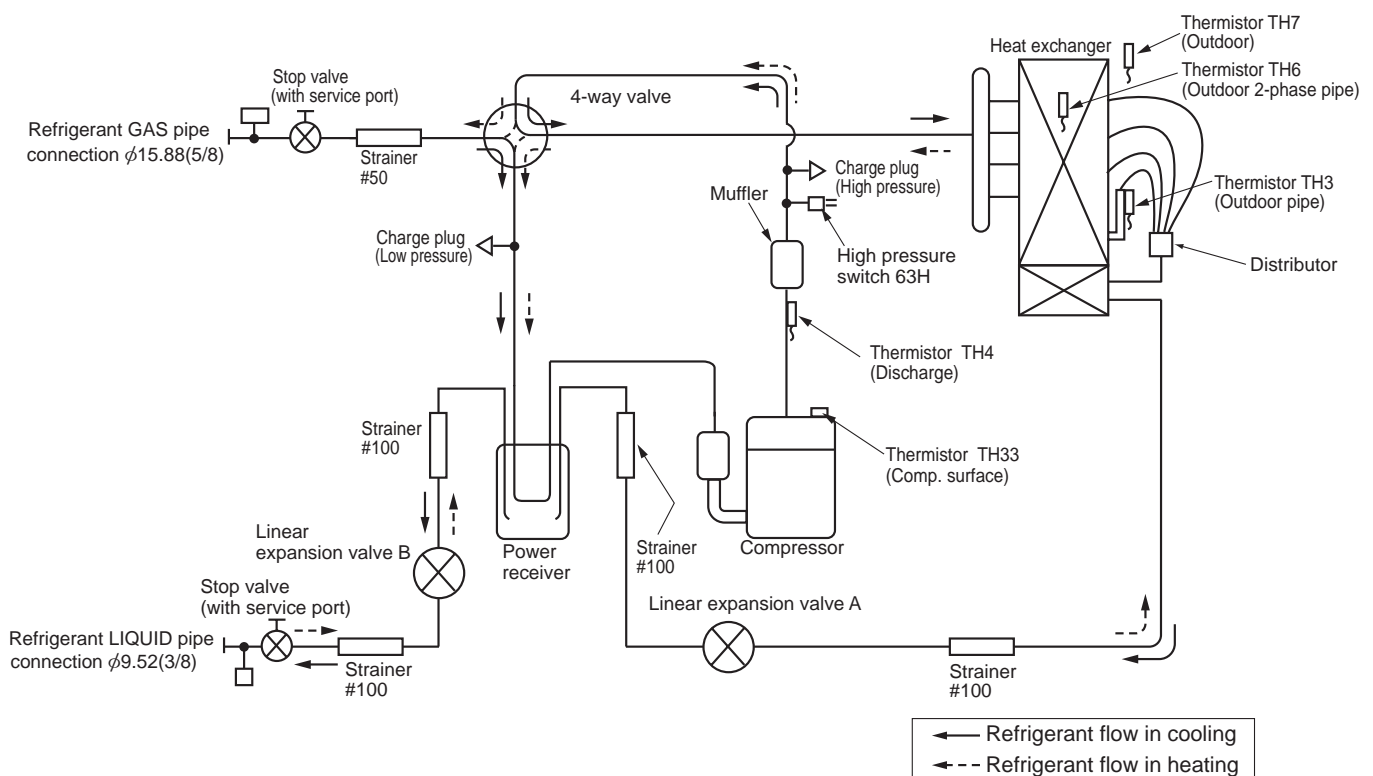 Thermistor TH7
(Outdoor)
Heat exchanger
Thermistor TH6
(Outdoor 2-phase pipe)
Stop valve
(with service port)
4-way valve
Refrigerant GAS pipe
connection ϕ15.88(5/8)
Strainer
#50
Charge plug
(High pressure)
Muffler
Thermistor TH3
(Outdoor pipe)
Charge plug
(Low pressure)
High pressure
switch 63H
Distributor
Thermistor TH4
(Discharge)
Strainer
#100
Thermistor TH33
(Comp. surface)
Linear
expansion valve B
Power
receiver
Strainer
#100
Compressor
Stop valve
(with service port)
Linear expansion valve A
Refrigerant LIQUID pipe
connection ϕ9.52(3/8)
Strainer
#100
Strainer
#100
Refrigerant flow in cooling
Refrigerant flow in heating